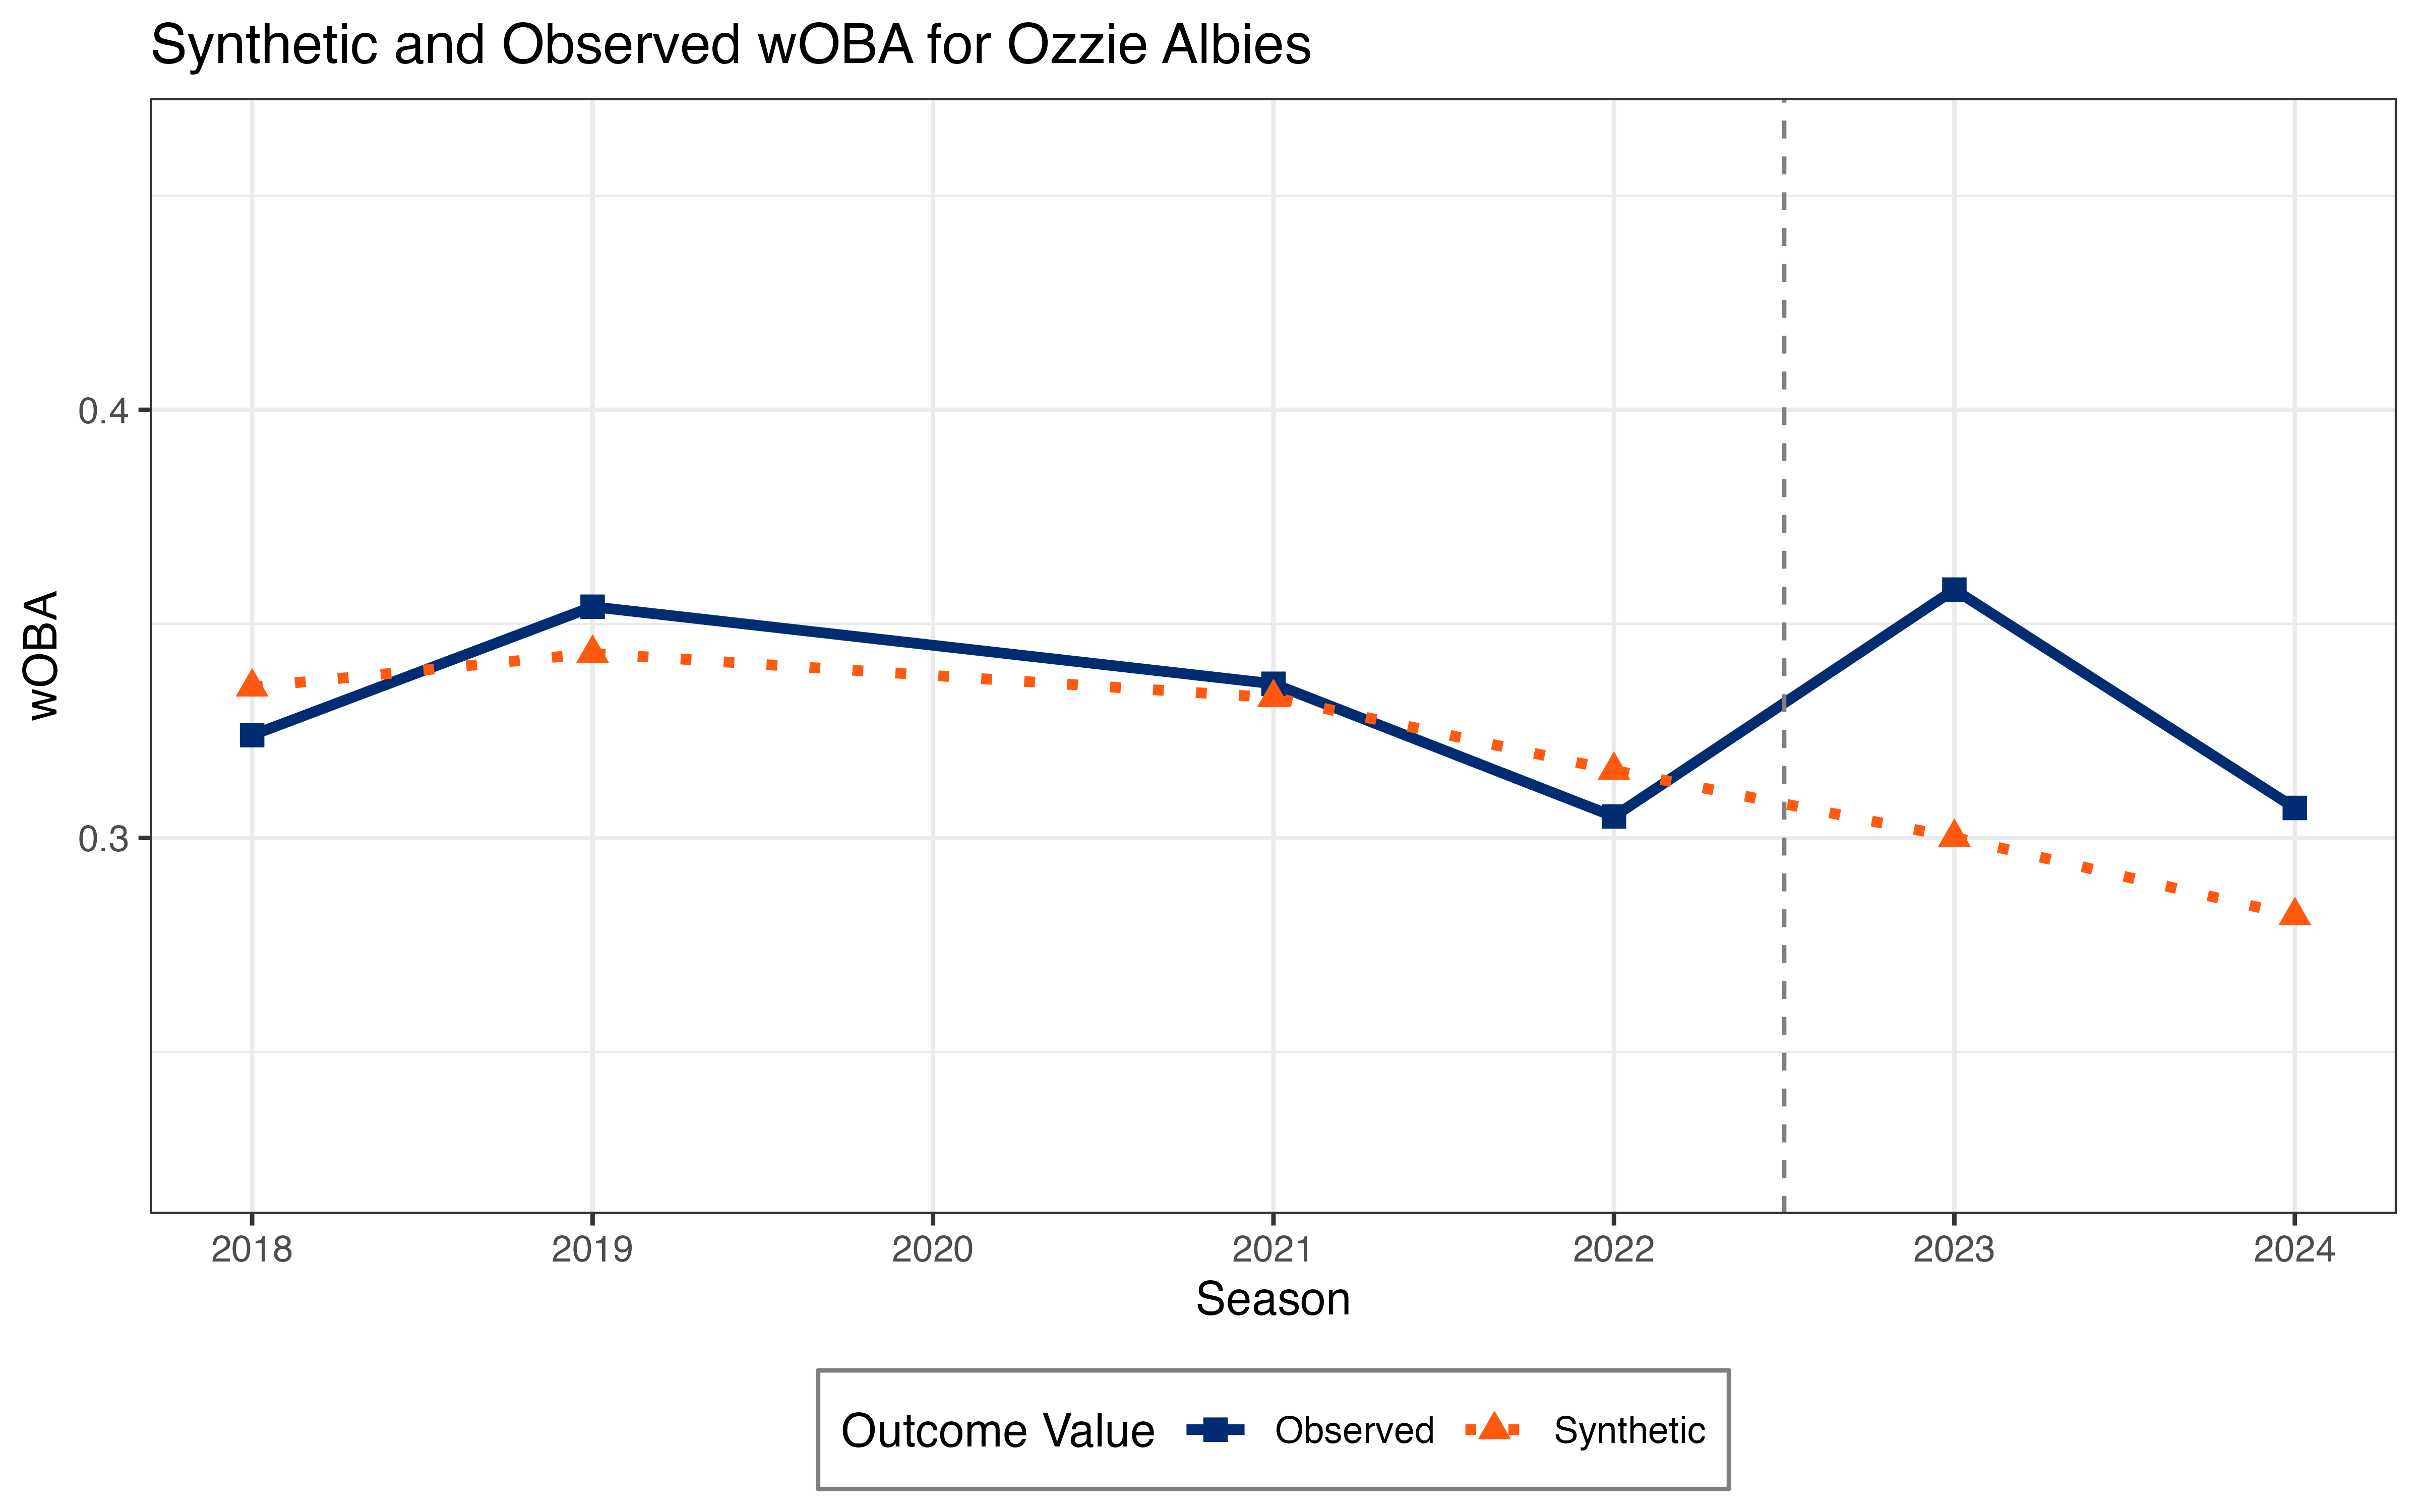 Synthetic and Observed wOBA for Ozzie Albies
wOBA
0.4
0.3
2018 2019 2020 2021 2022 2023 2024
Season
Outcome Value Observed Synthetic